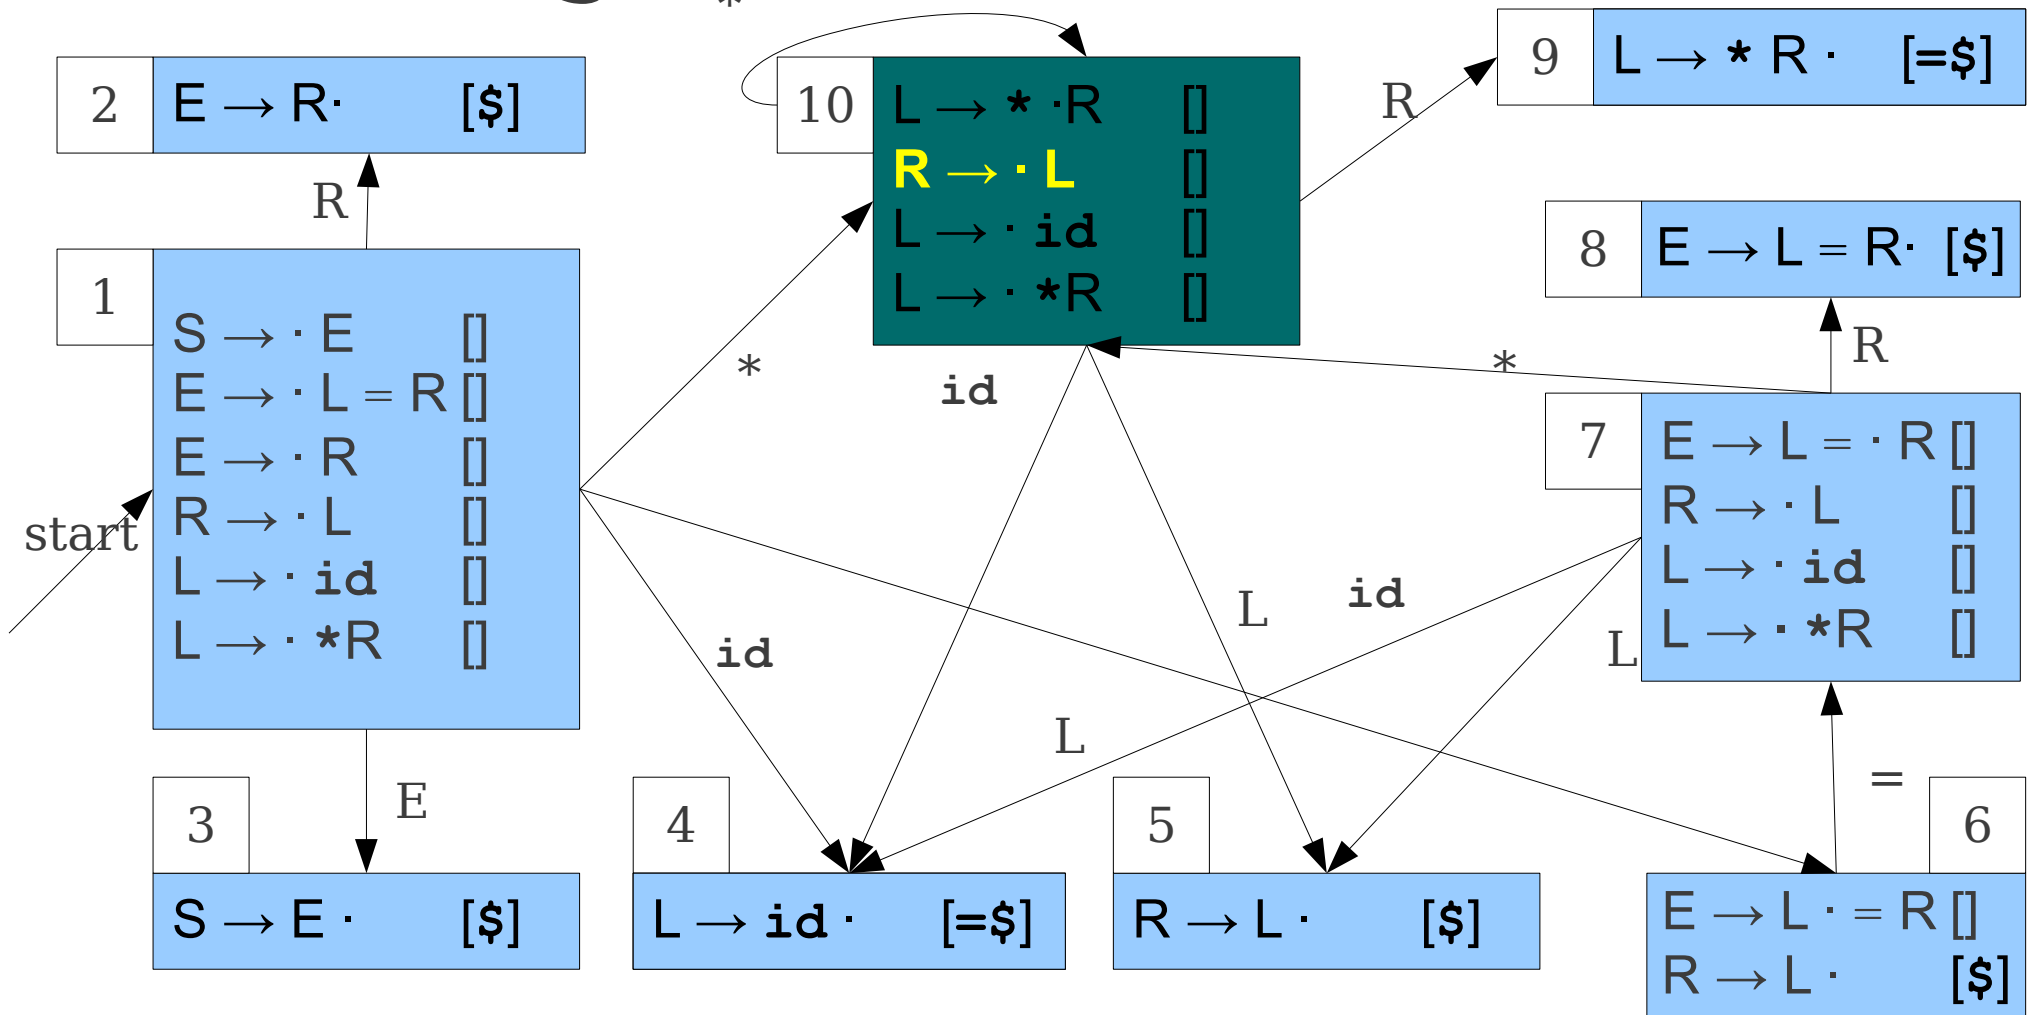 *
2
E → R· [$]
R
1
S → · E []
E → · L = R []
E → · R []
R → · L []
L → · id []
L → · *R []
start
E
3
S → E · [$]
10
L → * ·R []
R → · L []
L → · id []
L → · *R []
R
9
L → * R · [=$]
8
E → L = R· [$]
R
*
id
*
7
E → L = · R []
R → · L []
L → · id []
L → · *R []
id
L
id
L
L
=
4
L → id · [=$]
5
R → L · [$]
6
E → L · = R []
R → L · [$]